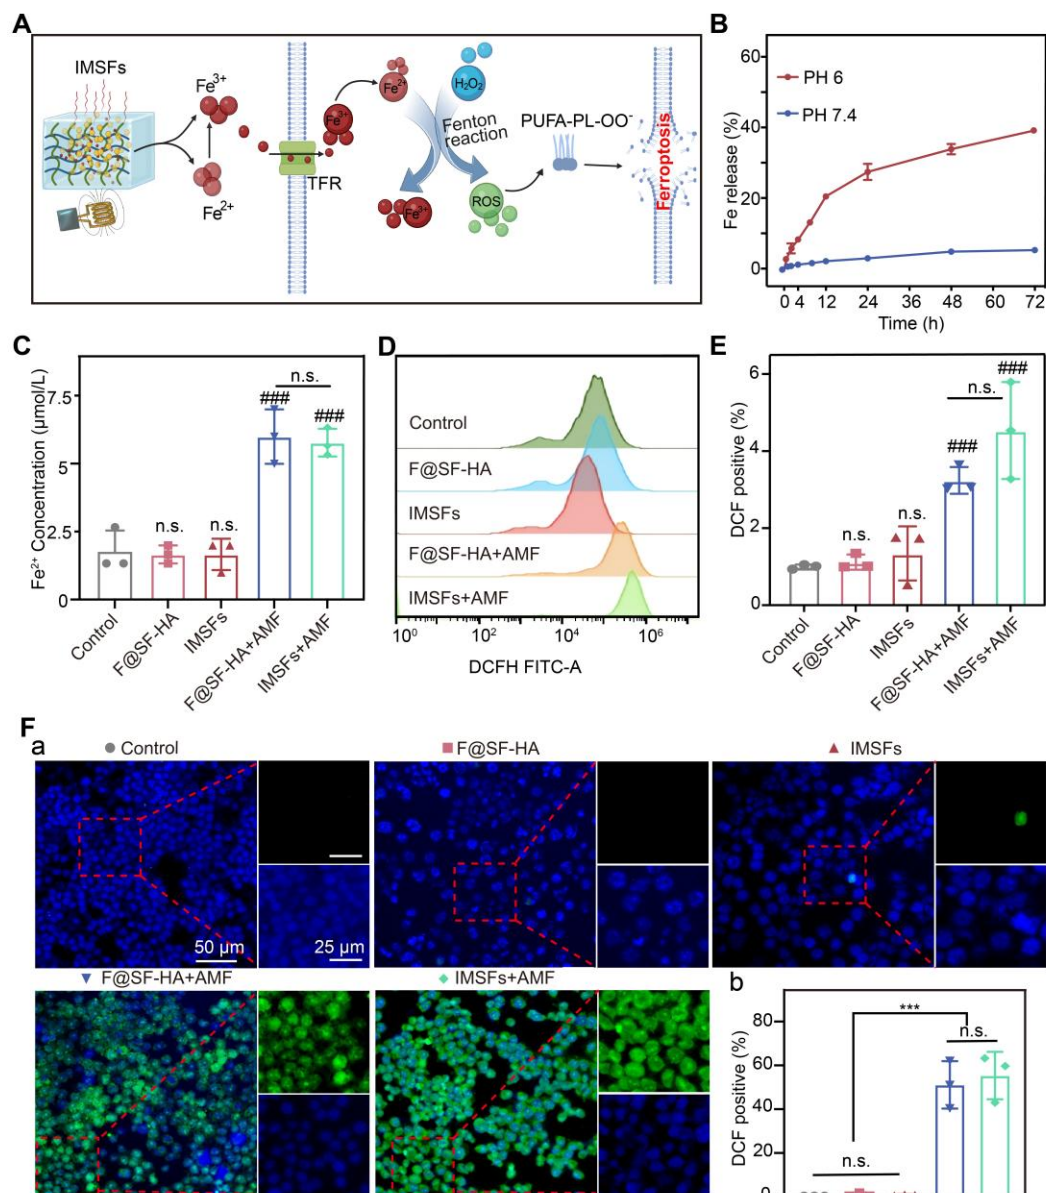 A
IMSFs
Fe3+
Fe2+
TFR
Fe3+
Fe2+
H2O2
Fenton
reaction
Fe3+
ROS
PUFA-PL-OO-
Ferroptosis
B
Fe release (%)
60
40
20
0
PH 6
PH 7.4
0 4 12 24 36 48 60 72
Time (h)
C
Fe2+ Concentration (μmol/L)
7.5
5
2.5
0
n.s.
n.s.
###
n.s.
###
Control
F@SF-HA
IMSFs
F@SF-HA+AMF
IMSFs+AMF
D
Control
F@SF-HA
IMSFs
F@SF-HA+AMF
IMSFs+AMF
10^0 10^2 10^4 10^6
DCFH FITC-A
E
DCF positive (%)
6
4
2
0
n.s.
n.s.
###
n.s.
###
Control
F@SF-HA
IMSFs
F@SF-HA+AMF
IMSFs+AMF
F
a
Control
F@SF-HA
IMSFs
50 μm
25 μm
F@SF-HA+AMF
IMSFs+AMF
b
DCF positive (%)
80
60
40
20
0
***
n.s.
n.s.